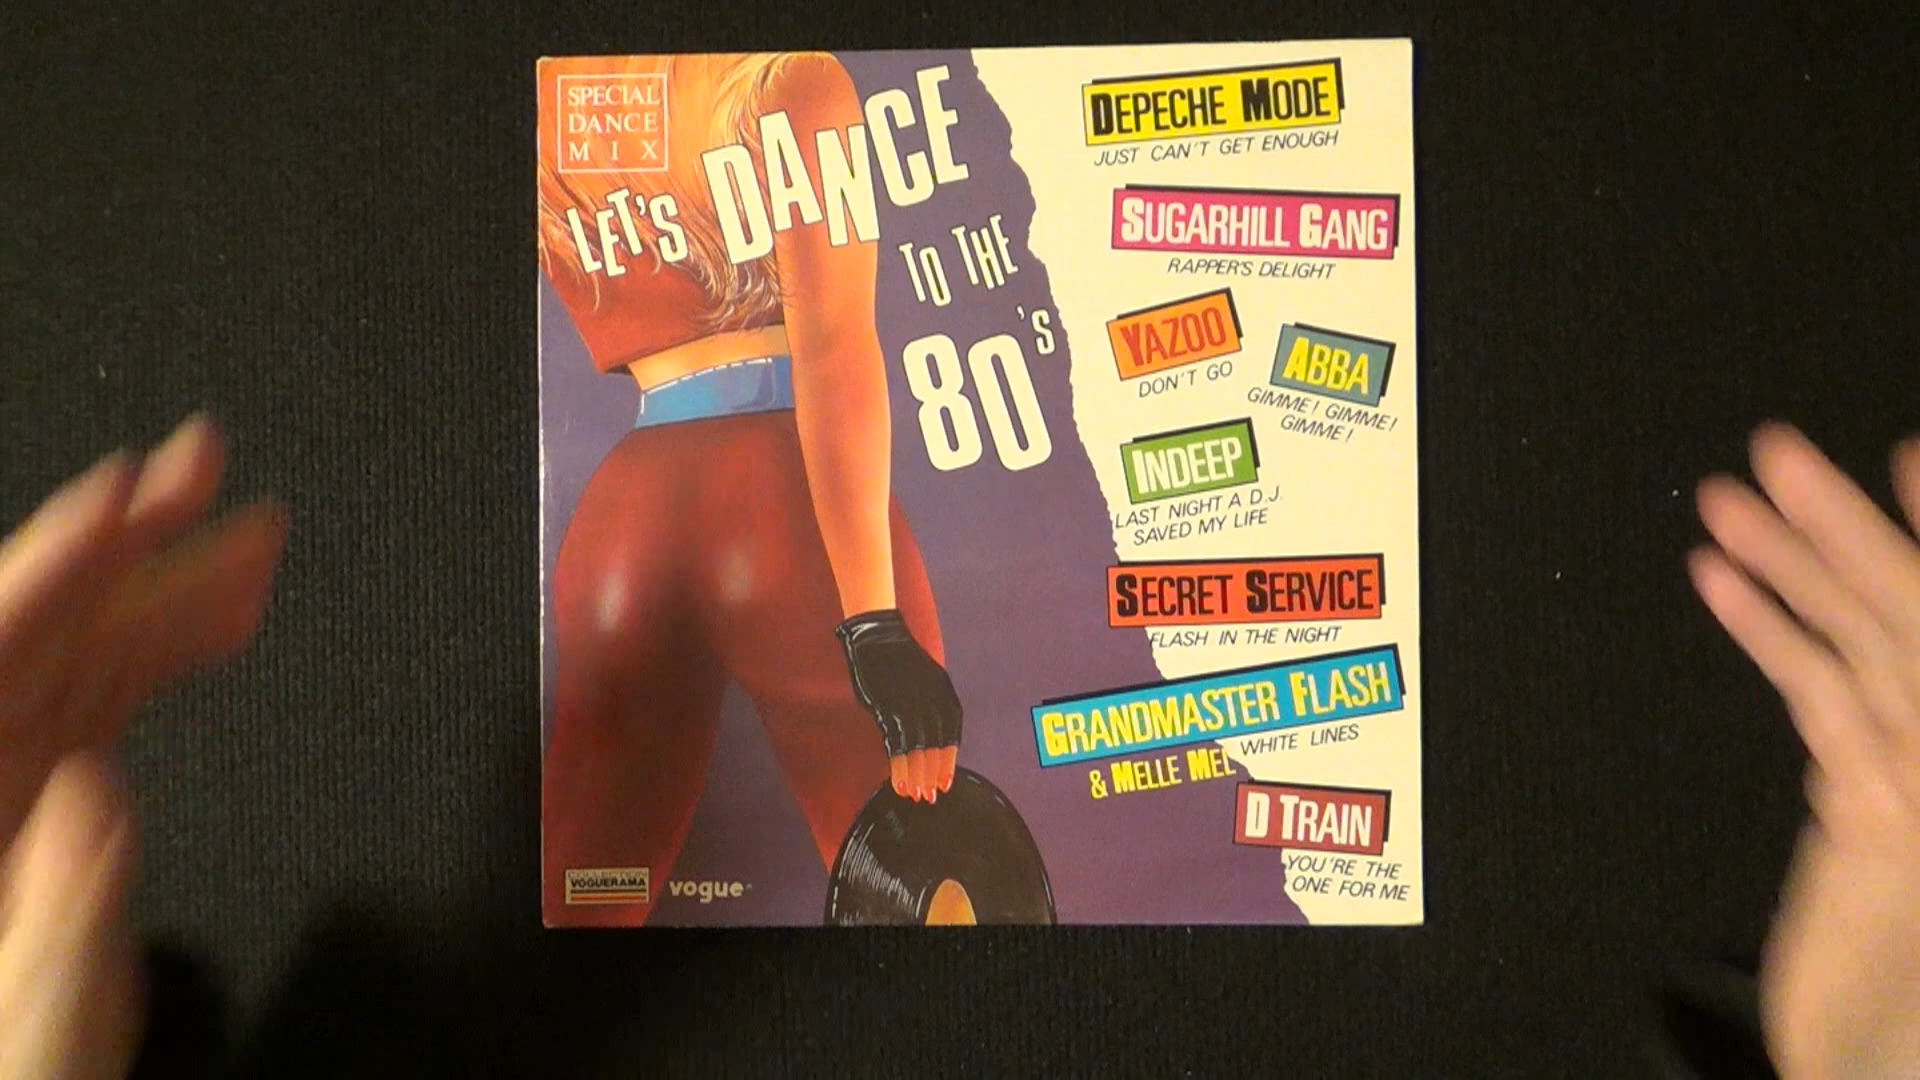 SPECIAL
DANCE
MIX
LET'S DANCE
TO THE
80's
DEPECHE MODE
JUST CAN'T GET ENOUGH
SUGARHILL GANG
RAPPER'S DELIGHT
YAZOO
DON'T GO
ABBA
GIMME! GIMME!
GIMME!
INDEEP
LAST NIGHT A D.J.
SAVED MY LIFE
SECRET SERVICE
FLASH IN THE NIGHT
GRANDMASTER FLASH
& MELLE MEL
WHITE LINES
D TRAIN
YOU'RE THE
ONE FOR ME
COLLECTION
VOGUERAMA
vogue